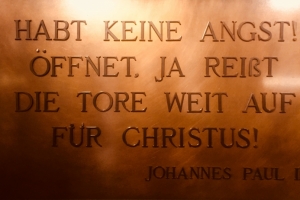 HABT KEINE ANGST!
ÖFFNET, JA REIßT
DIE TORE WEIT AUF
FÜR CHRISTUS!
JOHANNES PAUL